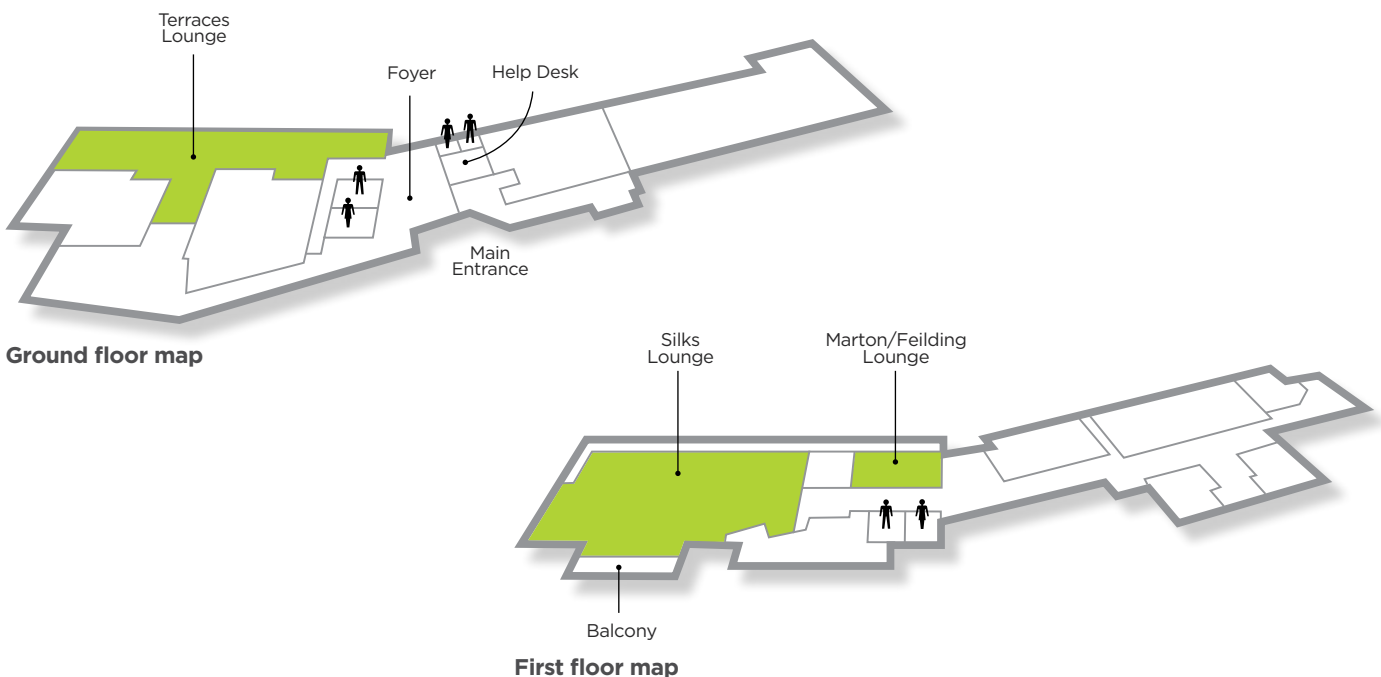 Terraces
Lounge
Foyer
Help Desk
Main
Entrance
Ground floor map
Silks
Lounge
Marton/Feilding
Lounge
Balcony
First floor map